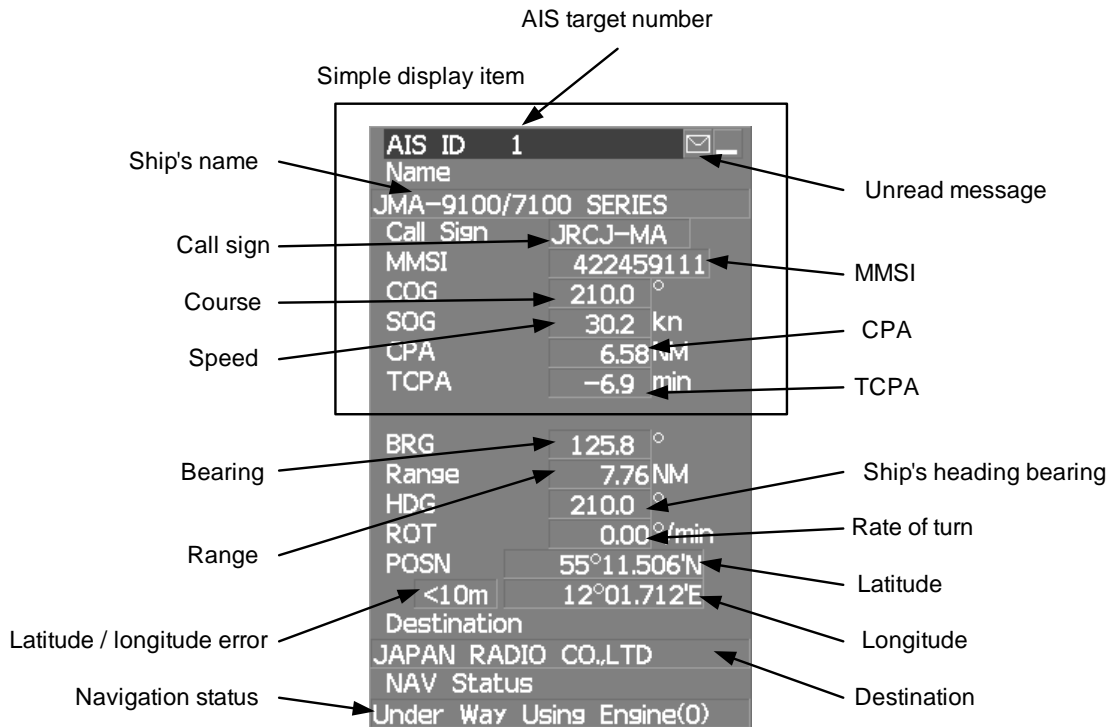 AIS target number
Simple display item
AIS ID 1
Ship's name
Name
Unread message
JMA-9100/7100 SERIES
Call sign
Call Sign JRCJ-MA
MMSI 422459111
MMSI
Course
COG 210.0 °
SOG 30.2 kn
CPA
Speed
CPA 6.58 NM
TCPA -6.9 min
TCPA
BRG 125.8 °
Bearing
Range 7.76 NM
Ship's heading bearing
HDG 210.0 °
Rate of turn
ROT 0.00 °/min
Range
POSN 55°11.506'N
Latitude
<10m 12°01.712'E
Latitude / longitude error
Longitude
Destination
JAPAN RADIO CO.,LTD
Navigation status
NAV Status
Destination
Under Way Using Engine(0)